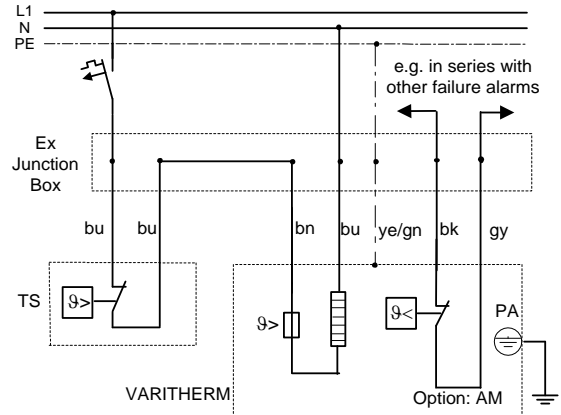 L1
N
PE
e.g. in series with
other failure alarms
Ex
Junction
Box
bu
bu
bn
bu
ye/gn
bk
gy
TS
ϑ>
ϑ>
ϑ<
PA
VARITHERM
Option: AM